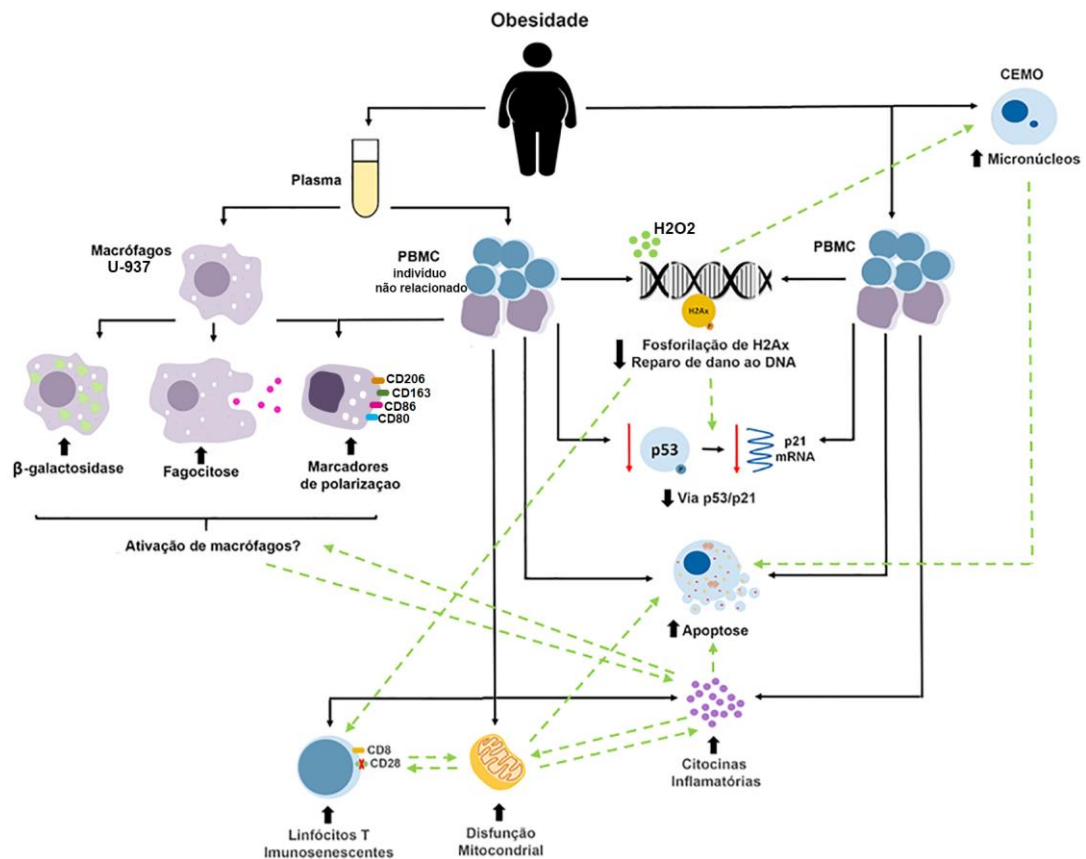 Obesidade
CEMO
Micronúcleos
Plasma
Macrófagos
U-937
PBMC
indivíduo
não relacionado
H2O2
PBMC
H2Ax
P
Fosforilação de H2Ax
Reparo de dano ao DNA
CD206
CD163
CD86
CD80
β-galactosidase
Fagocitose
Marcadores
de polarizaçao
p53
P
p21
mRNA
Via p53/p21
Ativação de macrófagos?
Apoptose
CD8
CD28
Citocinas
Inflamatórias
Linfócitos T
Imunosenescentes
Disfunção
Mitocondrial